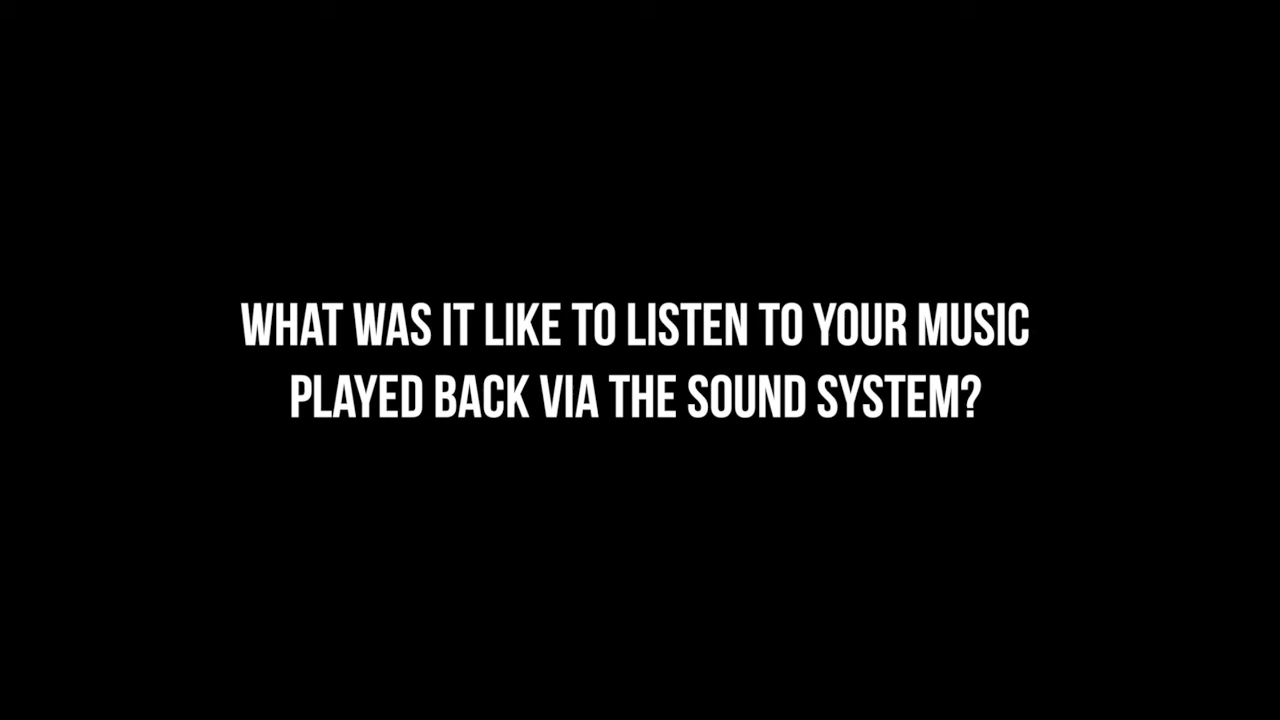 WHAT WAS IT LIKE TO LISTEN TO YOUR MUSIC
PLAYED BACK VIA THE SOUND SYSTEM?